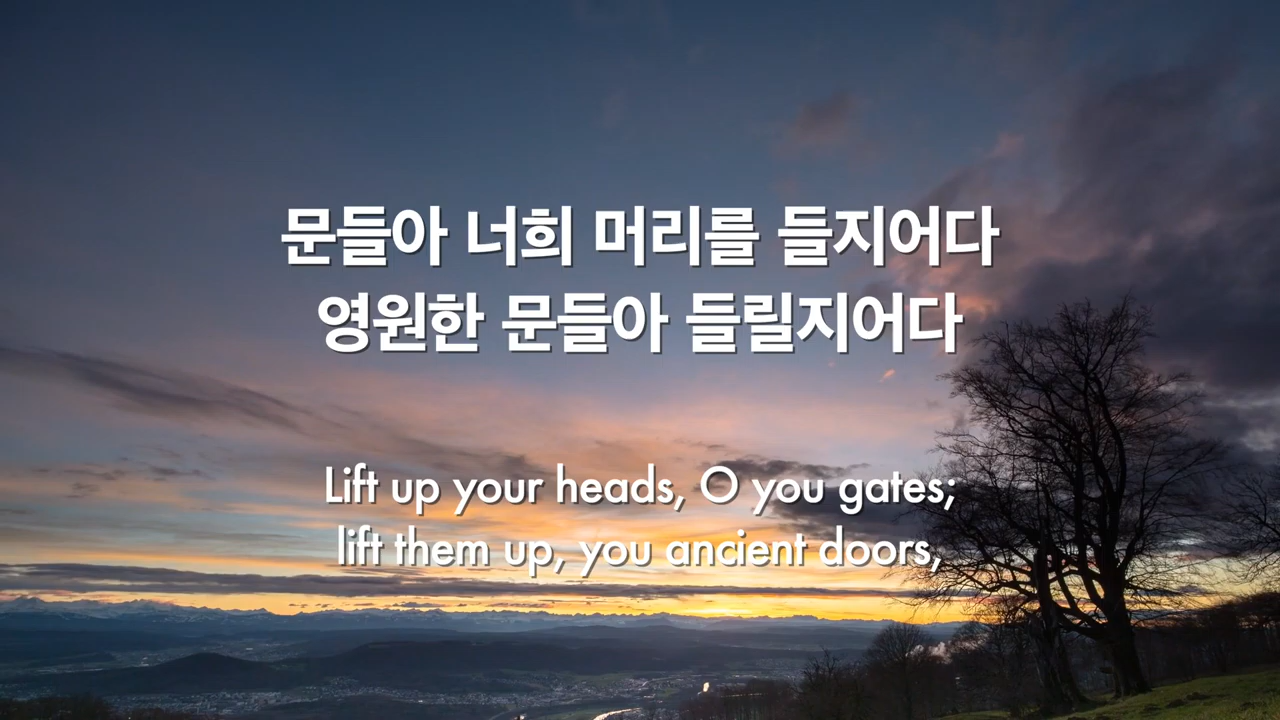 문들아 너희 머리를 들지어다
영원한 문들아 들릴지어다
Lift up your heads, O you gates;
lift them up, you ancient doors,